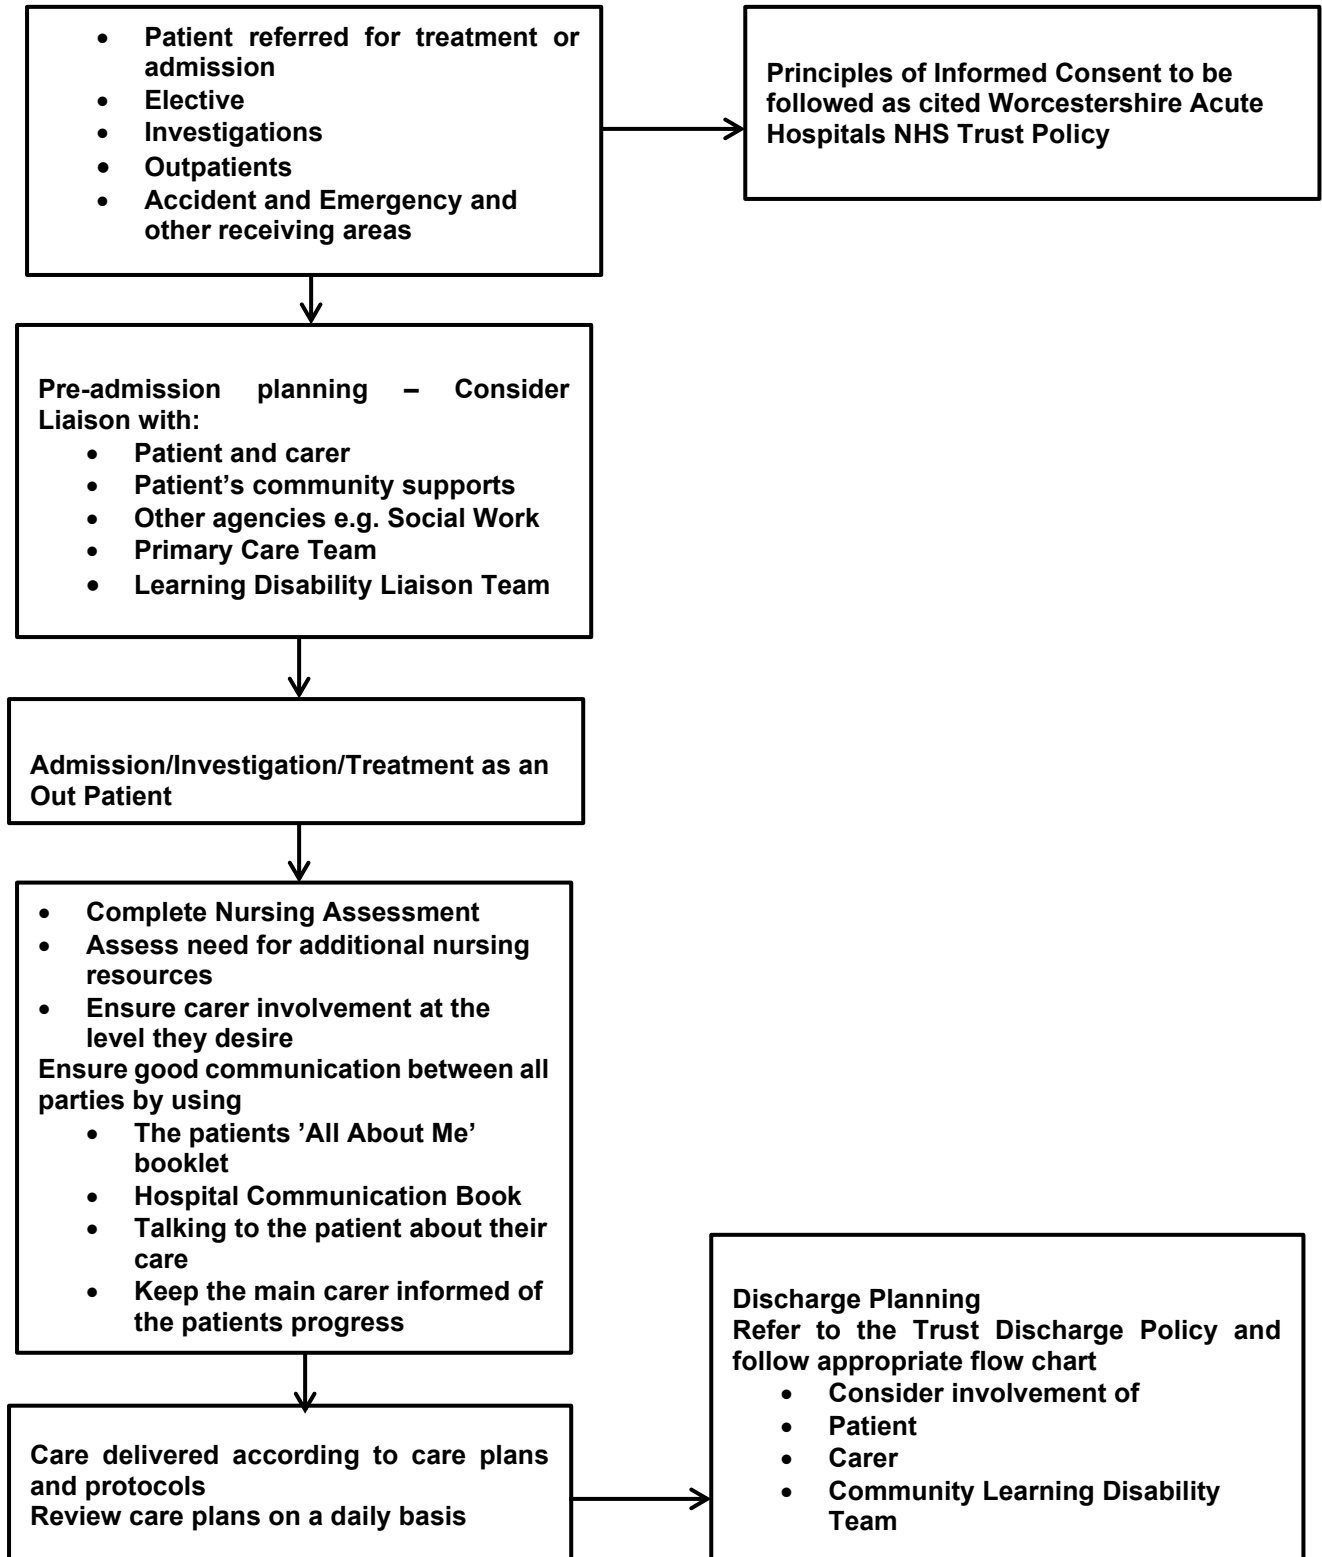 • Patient referred for treatment or
admission
• Elective
• Investigations
• Outpatients
• Accident and Emergency and
other receiving areas
Principles of Informed Consent to be
followed as cited Worcestershire Acute
Hospitals NHS Trust Policy
Pre-admission planning – Consider
Liaison with:
• Patient and carer
• Patient’s community supports
• Other agencies e.g. Social Work
• Primary Care Team
• Learning Disability Liaison Team
Admission/Investigation/Treatment as an
Out Patient
• Complete Nursing Assessment
• Assess need for additional nursing
resources
• Ensure carer involvement at the
level they desire
Ensure good communication between all
parties by using
• The patients ’All About Me’
booklet
• Hospital Communication Book
• Talking to the patient about their
care
• Keep the main carer informed of
the patients progress
Care delivered according to care plans
and protocols
Review care plans on a daily basis
Discharge Planning
Refer to the Trust Discharge Policy and
follow appropriate flow chart
• Consider involvement of
• Patient
• Carer
• Community Learning Disability
Team